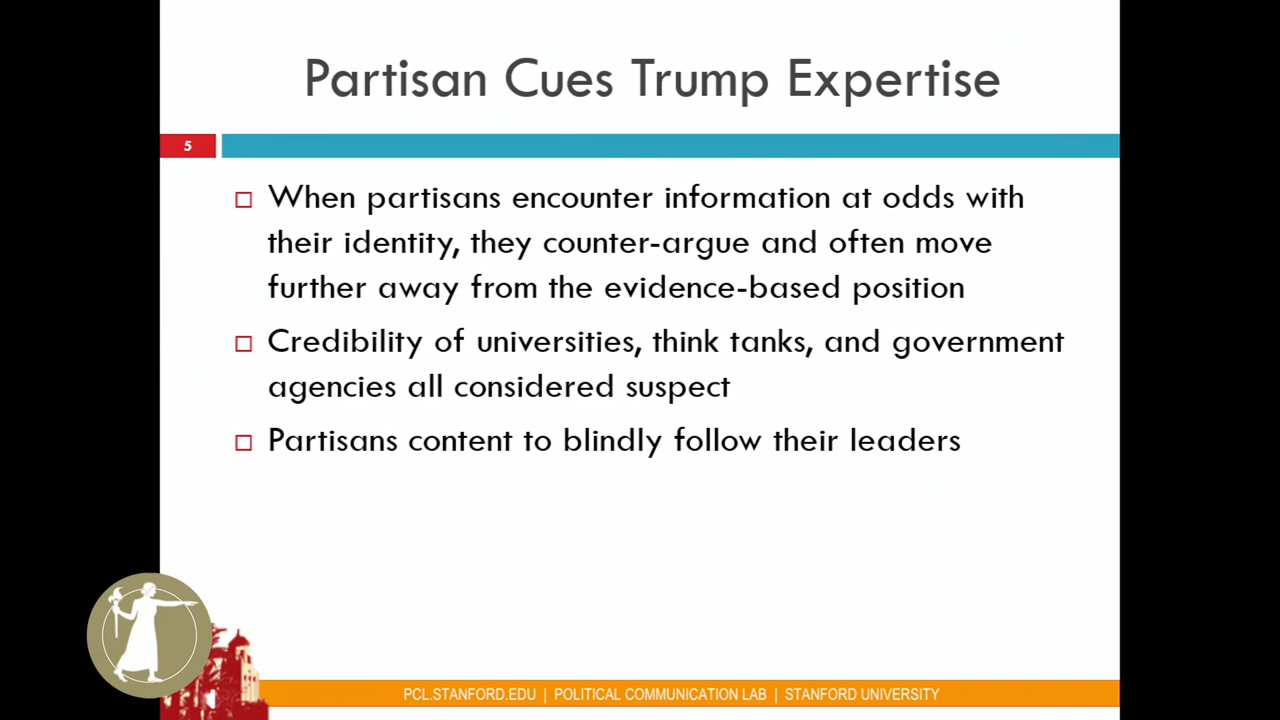 Partisan Cues Trump Expertise
5
When partisans encounter information at odds with
their identity, they counter-argue and often move
further away from the evidence-based position
Credibility of universities, think tanks, and government
agencies all considered suspect
Partisans content to blindly follow their leaders
PCL.STANFORD.EDU | POLITICAL COMMUNICATION LAB | STANFORD UNIVERSITY